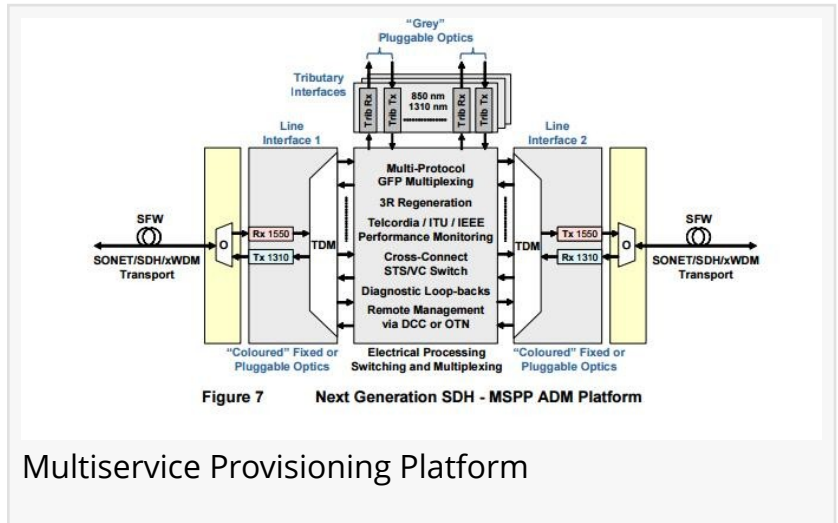 “Grey”
Pluggable Optics
Tributary
Interfaces
Trib Rx
Trib Tx
850 nm
1310 nm
Trib Rx
Trib Tx
Line
Interface 1
Line
Interface 2
Multi-Protocol
GFP Multiplexing
3R Regeneration
Telcordia / ITU / IEEE
Performance Monitoring
Cross-Connect
STS/VC Switch
Diagnostic Loop-backs
Remote Management
via DCC or OTN
SFW
SONET/SDH/xWDM
Transport
O
Rx 1550
Tx 1310
TDM
TDM
Tx 1550
Rx 1310
O
SFW
SONET/SDH/xWDM
Transport
“Coloured” Fixed or
Pluggable Optics
Electrical Processing
Switching and Multiplexing
“Coloured” Fixed or
Pluggable Optics
Figure 7 Next Generation SDH - MSPP ADM Platform
Multiservice Provisioning Platform